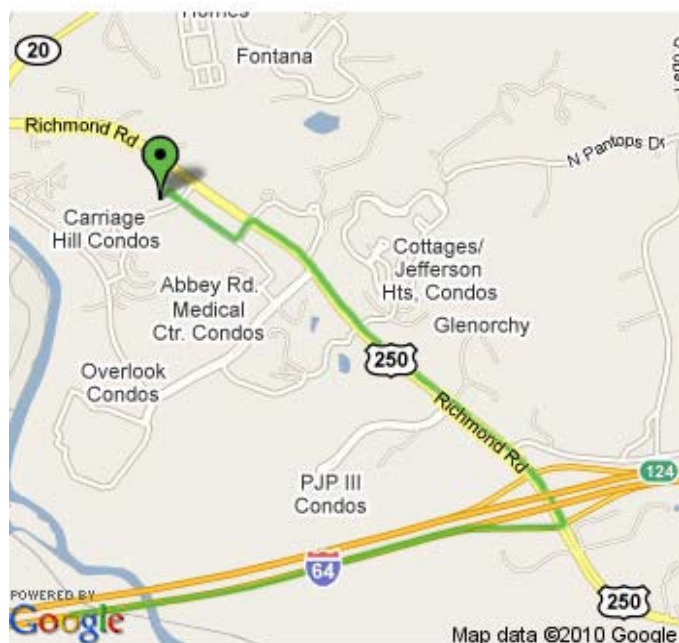 Homes
20
Fontana
Richmond Rd
N Pantops Dr
Carriage
Hill Condos
Cottages/
Jefferson
Hts, Condos
Abbey Rd.
Medical
Ctr. Condos
Glenorchy
250
Overlook
Condos
Richmond Rd
124
PJP III
Condos
64
250
POWERED BY
Google
Map data ©2010 Google